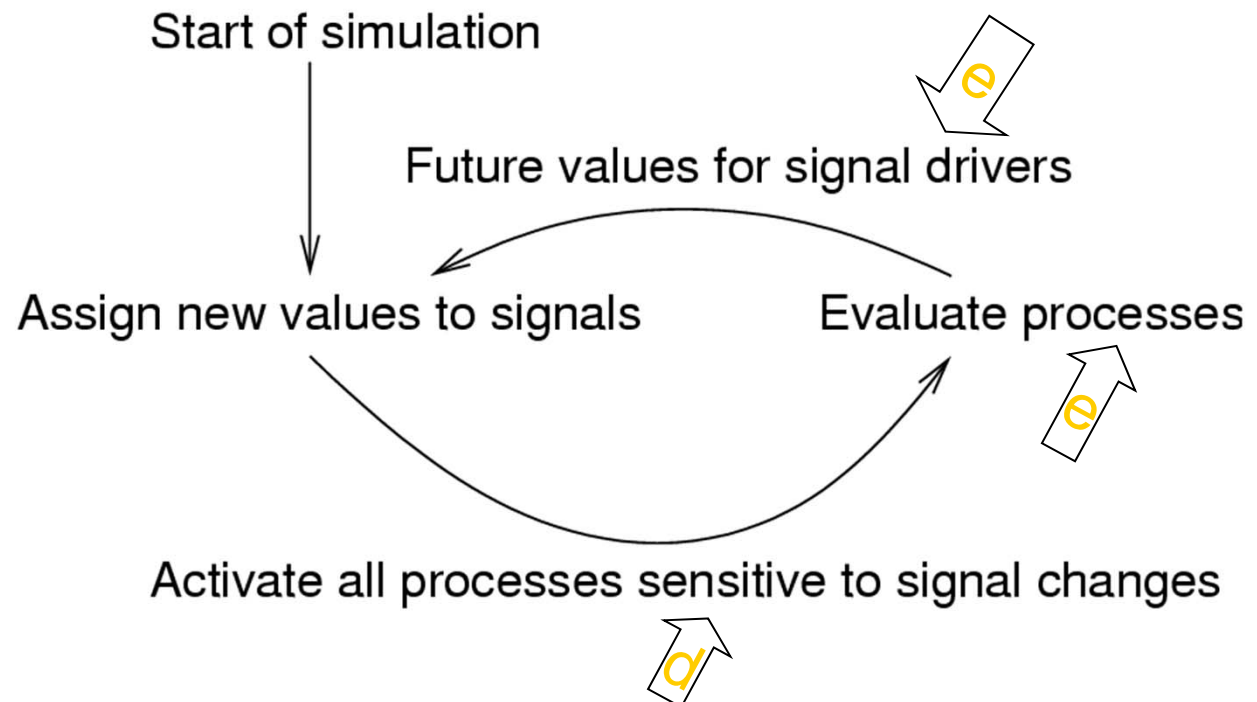 Start of simulation
e
Future values for signal drivers
Assign new values to signals
Evaluate processes
e
Activate all processes sensitive to signal changes
d